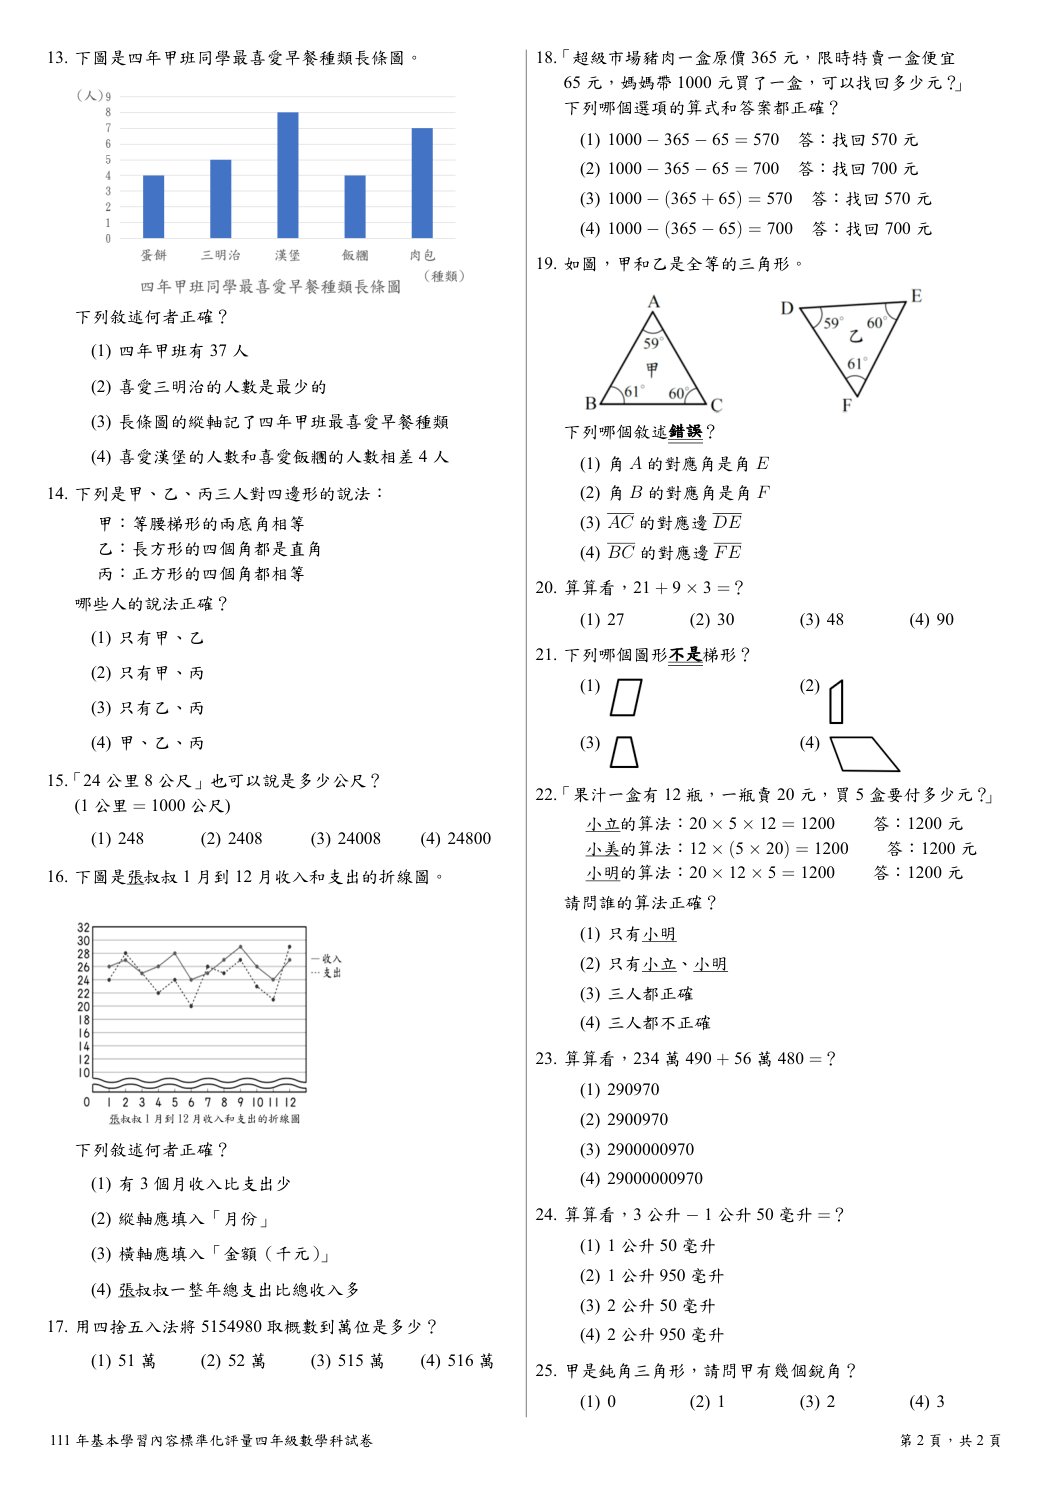 13. 下圖是四年甲班同學最喜愛早餐種類長條圖。
(人)
9
8
7
6
5
4
3
2
1
0
蛋餅 三明治 漢堡 飯糰 肉包
(種類)
四年甲班同學最喜愛早餐種類長條圖
下列敘述何者正確？
(1) 四年甲班有 37 人
(2) 喜愛三明治的人數是最少的
(3) 長條圖的縱軸記了四年甲班最喜愛早餐種類
(4) 喜愛漢堡的人數和喜愛飯糰的人數相差 4 人
14. 下列是甲、乙、丙三人對四邊形的說法：
甲：等腰梯形的兩底角相等
乙：長方形的四個角都是直角
丙：正方形的四個角都相等
哪些人的說法正確？
(1) 只有甲、乙
(2) 只有甲、丙
(3) 只有乙、丙
(4) 甲、乙、丙
15.「24 公里 8 公尺」也可以說是多少公尺？
(1 公里 = 1000 公尺)
(1) 248 (2) 2408 (3) 24008 (4) 24800
16. 下圖是張叔叔 1 月到 12 月收入和支出的折線圖。
32
30
28
26
24
22
20
18
16
14
12
10
0 1 2 3 4 5 6 7 8 9 10 11 12
收入
支出
張叔叔 1 月到 12 月收入和支出的折線圖
下列敘述何者正確？
(1) 有 3 個月收入比支出少
(2) 縱軸應填入「月份」
(3) 橫軸應填入「金額（千元）」
(4) 張叔叔一整年總支出比總收入多
17. 用四捨五入法將 5154980 取概數到萬位是多少？
(1) 51 萬 (2) 52 萬 (3) 515 萬 (4) 516 萬
18.「超級市場豬肉一盒原價 365 元，限時特賣一盒便宜
65 元，媽媽帶 1000 元買了一盒，可以找回多少元？」
下列哪個選項的算式和答案都正確？
(1) 1000 − 365 − 65 = 570 答：找回 570 元
(2) 1000 − 365 − 65 = 700 答：找回 700 元
(3) 1000 − (365 + 65) = 570 答：找回 570 元
(4) 1000 − (365 − 65) = 700 答：找回 700 元
19. 如圖，甲和乙是全等的三角形。
A
59°
甲
61° 60°
B C
D E
59° 60°
乙
61°
F
下列哪個敘述錯誤？
(1) 角 A 的對應角是角 E
(2) 角 B 的對應角是角 F
(3) A̅C̅ 的對應邊 D̅E̅
(4) B̅C̅ 的對應邊 F̅E̅
20. 算算看，21 + 9 × 3 =？
(1) 27 (2) 30 (3) 48 (4) 90
21. 下列哪個圖形不是梯形？
(1) (2)
(3) (4)
22.「果汁一盒有 12 瓶，一瓶賣 20 元，買 5 盒要付多少元？」
小立的算法：20 × 5 × 12 = 1200 答：1200 元
小美的算法：12 × (5 × 20) = 1200 答：1200 元
小明的算法：20 × 12 × 5 = 1200 答：1200 元
請問誰的算法正確？
(1) 只有小明
(2) 只有小立、小明
(3) 三人都正確
(4) 三人都不正確
23. 算算看，234 萬 490 + 56 萬 480 =？
(1) 290970
(2) 2900970
(3) 2900000970
(4) 29000000970
24. 算算看，3 公升 − 1 公升 50 毫升 =？
(1) 1 公升 50 毫升
(2) 1 公升 950 毫升
(3) 2 公升 50 毫升
(4) 2 公升 950 毫升
25. 甲是鈍角三角形，請問甲有幾個銳角？
(1) 0 (2) 1 (3) 2 (4) 3
111 年基本學習內容標準化評量四年級數學科試卷
第 2 頁，共 2 頁